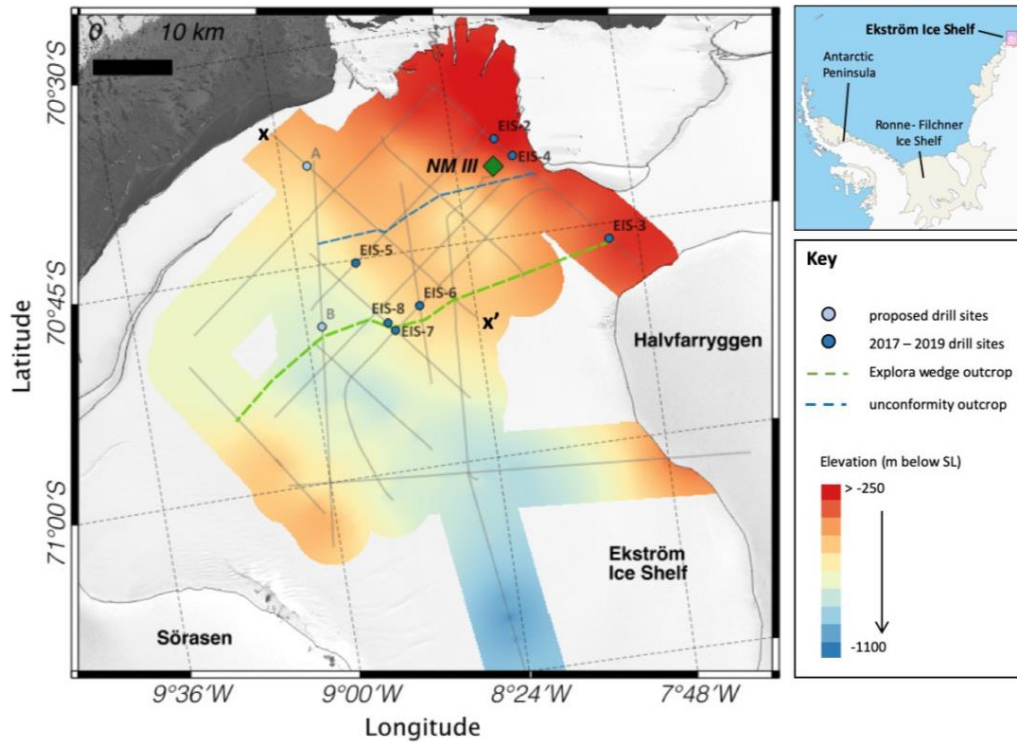 0 10 km
70°30'S
70°45'S
71°00'S
Latitude
x
A
EIS-2
EIS-4
NM III
EIS-3
EIS-5
EIS-6
B
EIS-8
EIS-7
x'
Halvfarryggen
Ekström
Ice Shelf
Sörasen
9°36'W
9°00'W
8°24'W
7°48'W
Longitude
Ekström Ice Shelf
Antarctic
Peninsula
Ronne- Filchner
Ice Shelf
Key
proposed drill sites
2017 – 2019 drill sites
Explora wedge outcrop
unconformity outcrop
Elevation (m below SL)
> -250
-1100